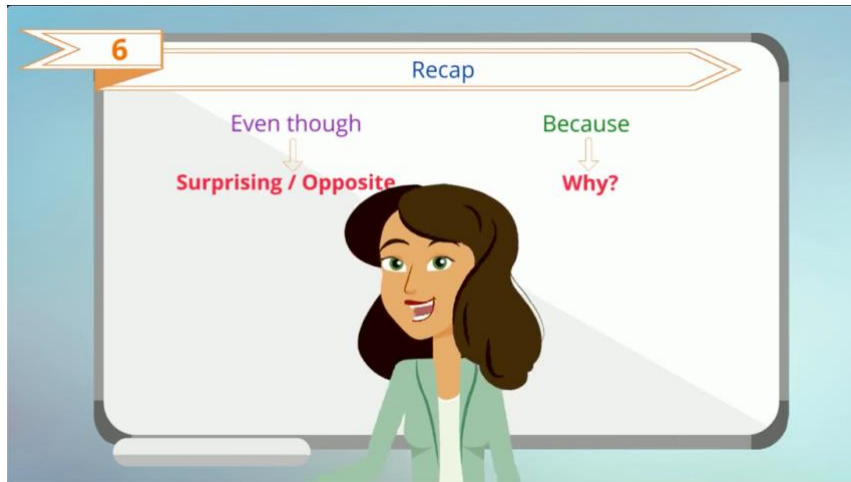 6
Recap
Even though
Because
Surprising / Opposite
Why?